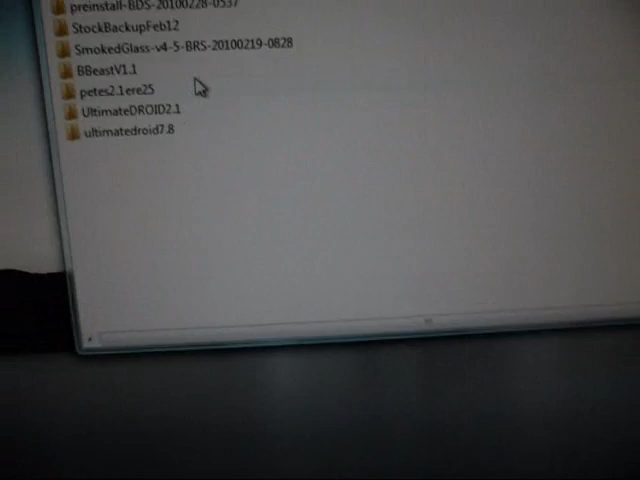 preinstall-BDS-20100228-0537
StockBackupFeb12
SmokedGlass-v4-5-BRS-20100219-0828
BBeastV1.1
petes2.1ere25
UltimateDROID2.1
ultimatedroid7.8